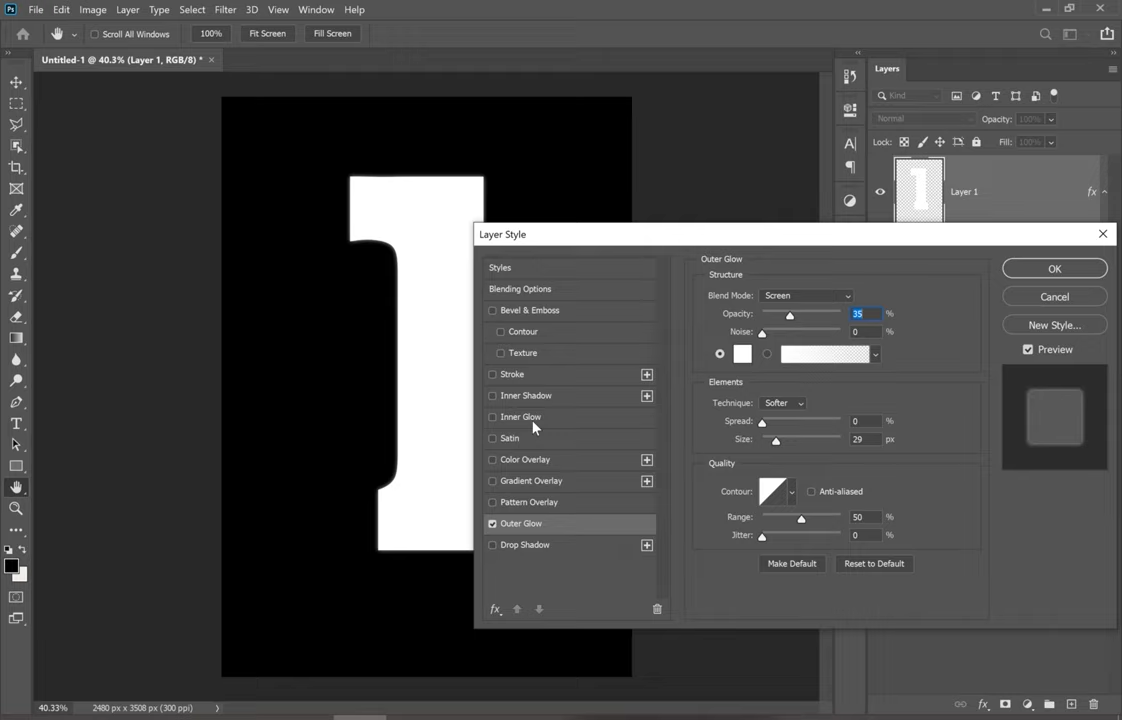 Ps File Edit Image Layer Type Select Filter 3D View Window Help
Scroll All Windows 100% Fit Screen Fill Screen
Untitled-1 @ 40.3% (Layer 1, RGB/8) *
Layers
Kind
Normal Opacity: 100%
Lock: Fill: 100%
Layer 1 fx
1
Layer Style
Styles
Blending Options
Bevel & Emboss
Contour
Texture
Stroke
Inner Shadow
Inner Glow
Satin
Color Overlay
Gradient Overlay
Pattern Overlay
Outer Glow
Drop Shadow
fx
Outer Glow
Structure
Blend Mode: Screen
Opacity: 35 %
Noise: 0 %
Elements
Technique: Softer
Spread: 0 %
Size: 29 px
Quality
Contour: Anti-aliased
Range: 50 %
Jitter: 0 %
Make Default Reset to Default
OK
Cancel
New Style...
Preview
40.33% 2480 px x 3508 px (300 ppi)
fx